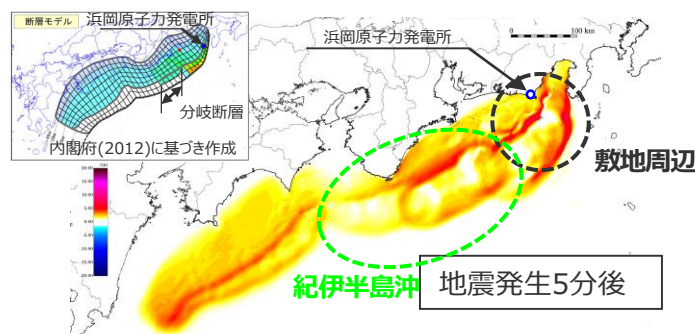 断層モデル
浜岡原子力発電所
分岐断層
内閣府(2012)に基づき作成
浜岡原子力発電所
0 100 km
敷地周辺
紀伊半島沖
地震発生5分後